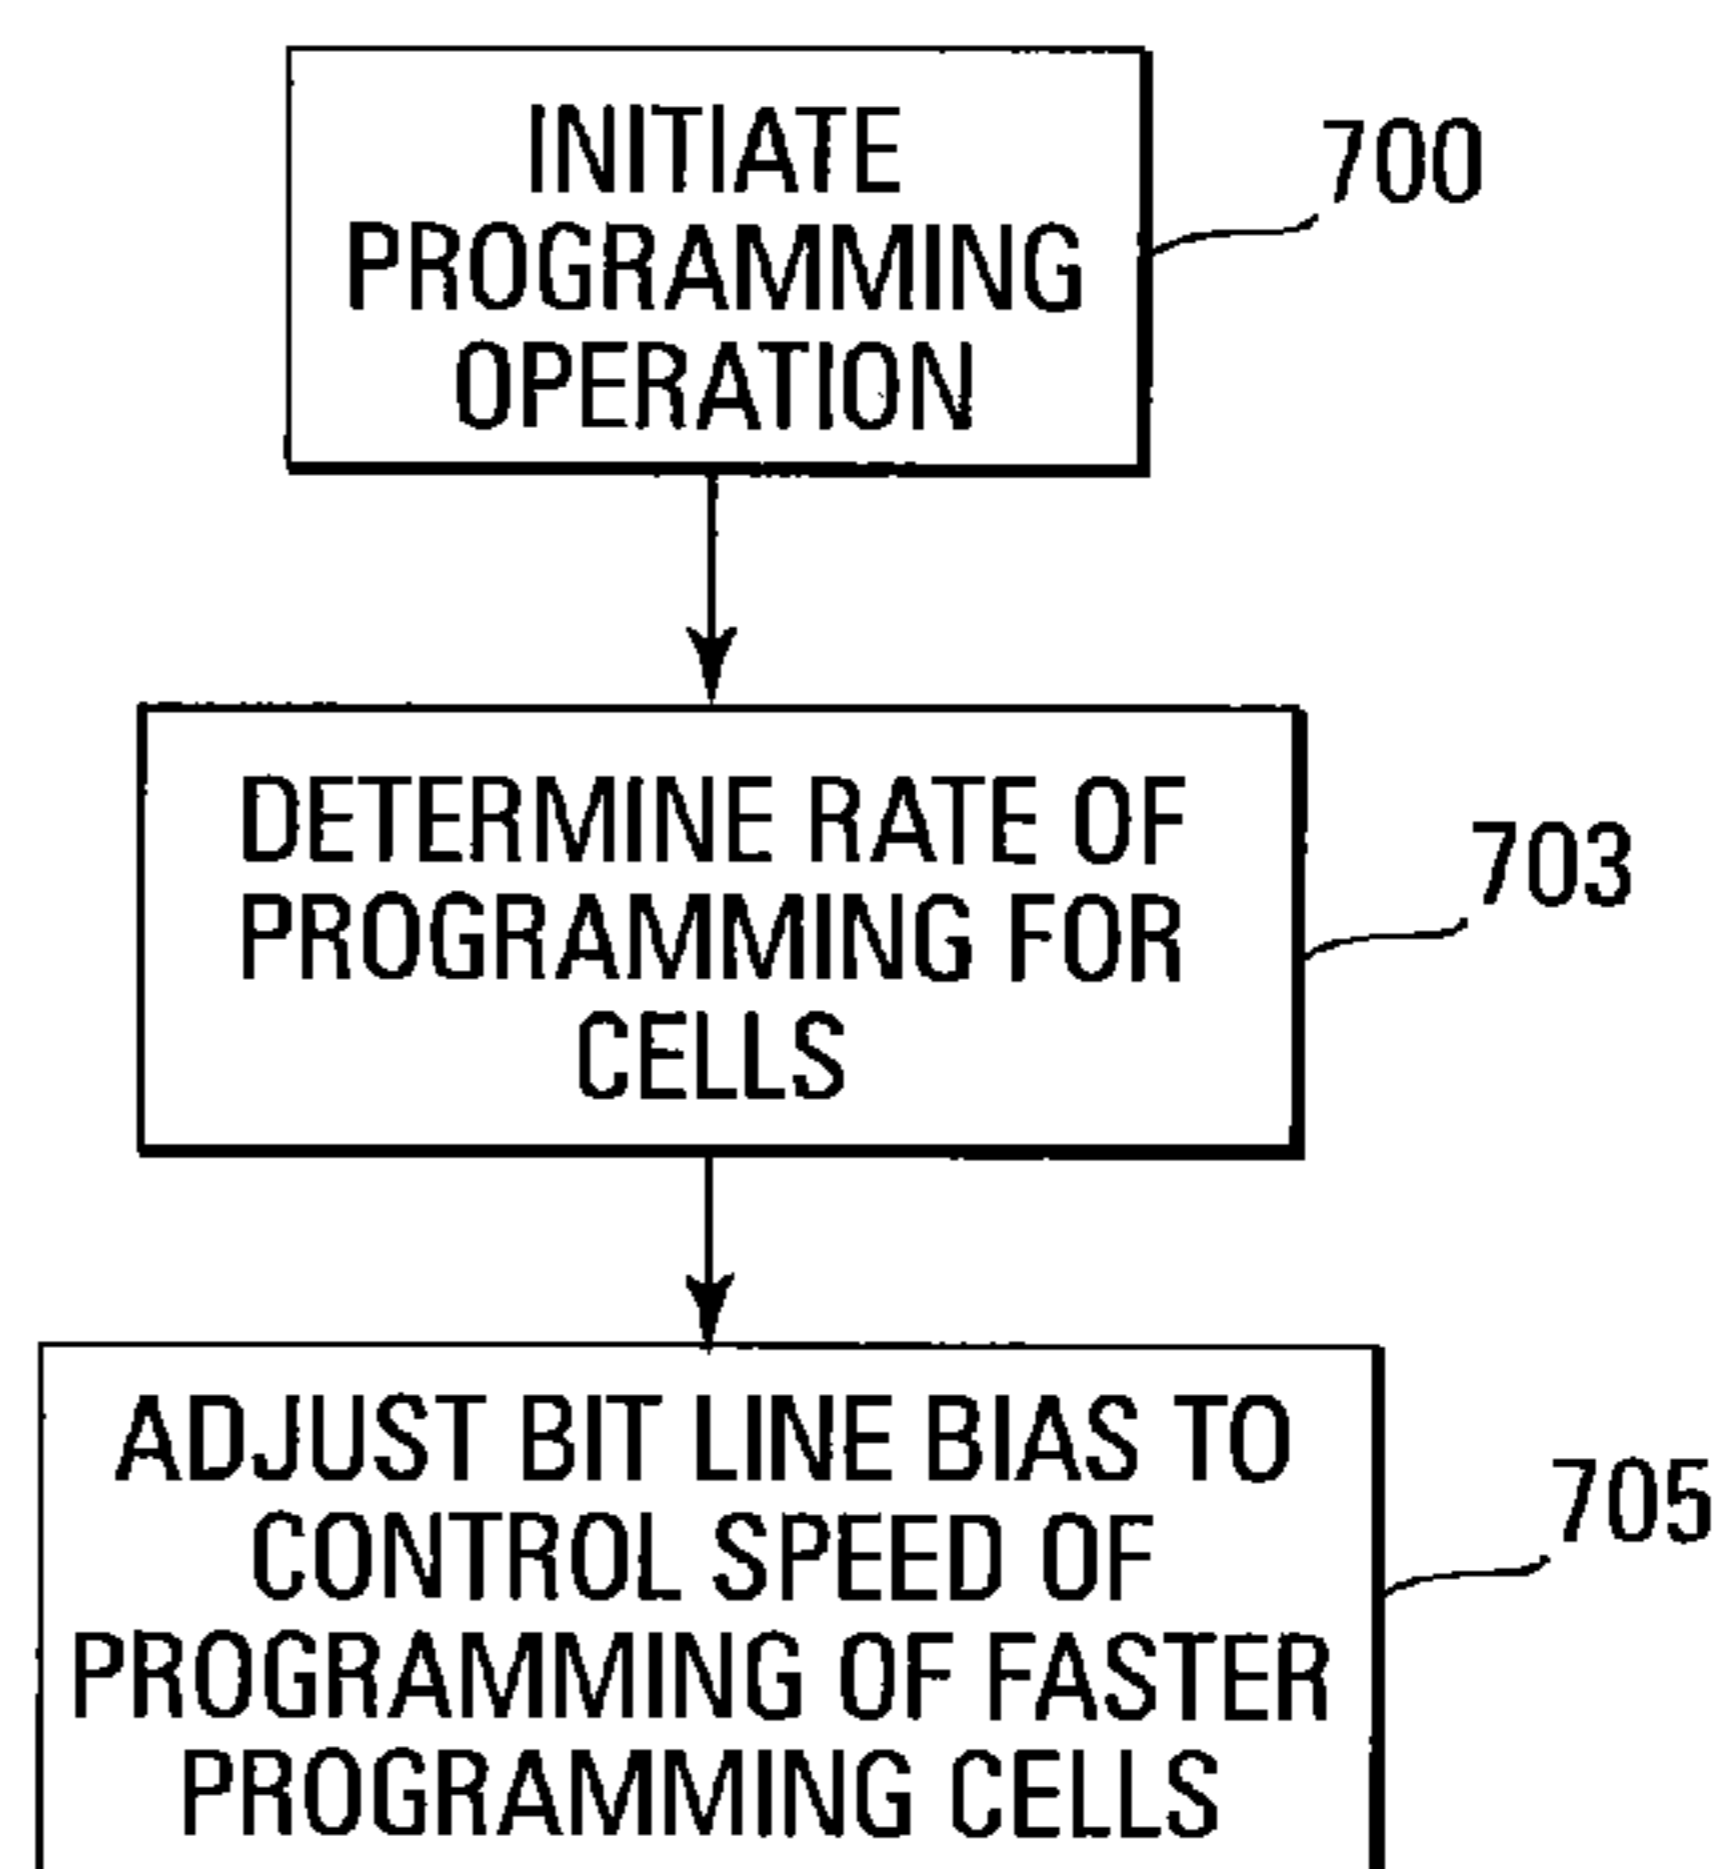 INITIATE
PROGRAMMING
OPERATION
700
DETERMINE RATE OF
PROGRAMMING FOR
CELLS
703
ADJUST BIT LINE BIAS TO
CONTROL SPEED OF
PROGRAMMING OF FASTER
PROGRAMMING CELLS
705